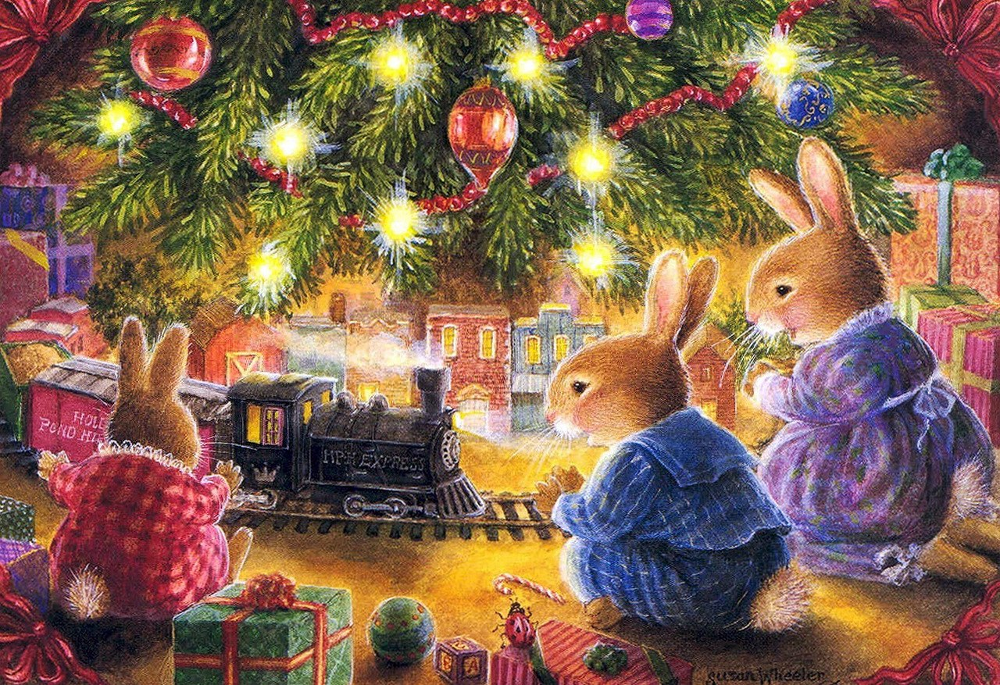 HOLL
POND HI
HPH EXPRESS
A
Susan Wheeler